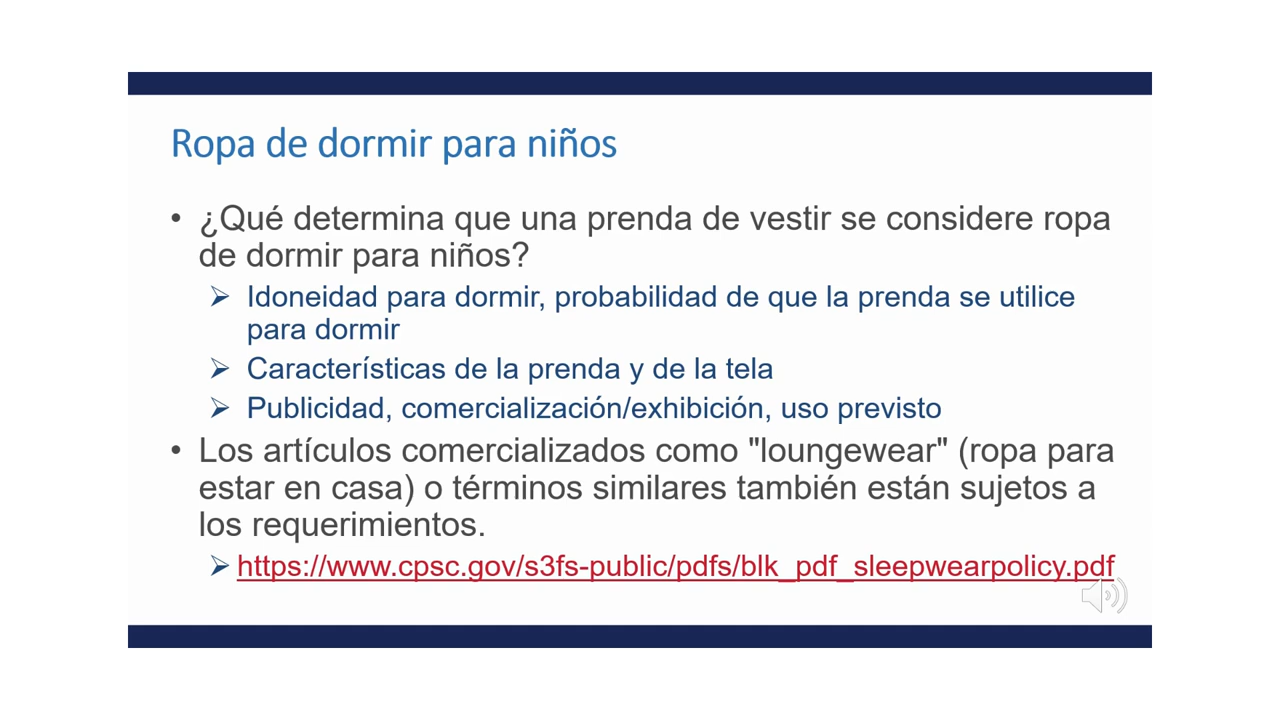 Ropa de dormir para niños
• ¿Qué determina que una prenda de vestir se considere ropa
de dormir para niños?
➢ Idoneidad para dormir, probabilidad de que la prenda se utilice
para dormir
➢ Características de la prenda y de la tela
➢ Publicidad, comercialización/exhibición, uso previsto
• Los artículos comercializados como "loungewear" (ropa para
estar en casa) o términos similares también están sujetos a
los requerimientos.
➢ https://www.cpsc.gov/s3fs-public/pdfs/blk_pdf_sleepwearpolicy.pdf